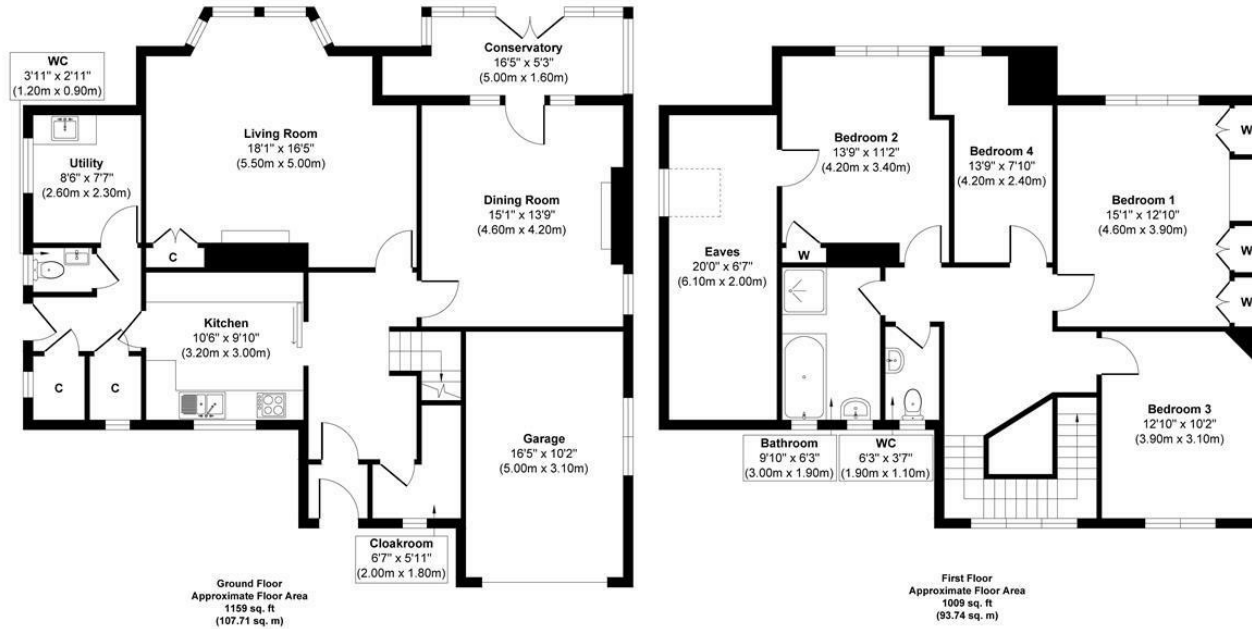 WC
3'11" x 2'11"
(1.20m x 0.90m)
Conservatory
16'5" x 5'3"
(5.00m x 1.60m)
Living Room
18'1" x 16'5"
(5.50m x 5.00m)
Utility
8'6" x 7'7"
(2.60m x 2.30m)
Dining Room
15'1" x 13'9"
(4.60m x 4.20m)
C
Kitchen
10'6" x 9'10"
(3.20m x 3.00m)
C
C
Garage
16'5" x 10'2"
(5.00m x 3.10m)
Cloakroom
6'7" x 5'11"
(2.00m x 1.80m)
Ground Floor
Approximate Floor Area
1159 sq. ft
(107.71 sq. m)
Bedroom 2
13'9" x 11'2"
(4.20m x 3.40m)
Bedroom 4
13'9" x 7'10"
(4.20m x 2.40m)
W
Bedroom 1
15'1" x 12'10"
(4.60m x 3.90m)
Eaves
20'0" x 6'7"
(6.10m x 2.00m)
W
W
W
Bedroom 3
12'10" x 10'2"
(3.90m x 3.10m)
Bathroom
9'10" x 6'3"
(3.00m x 1.90m)
WC
6'3" x 3'7"
(1.90m x 1.10m)
First Floor
Approximate Floor Area
1009 sq. ft
(93.74 sq. m)